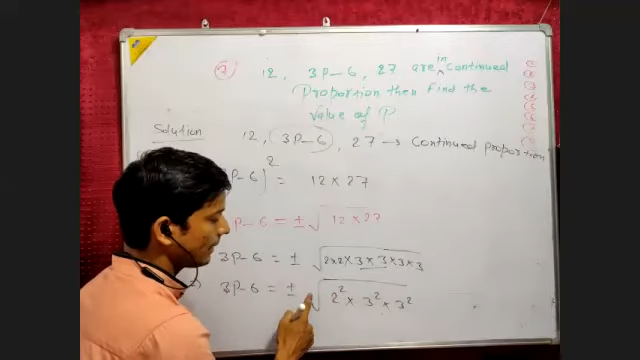 7 12, 3P-6, 27 are in continued
Proportion then find the
value of P
Solution 12, 3P-6, 27 → Continued proportion
P-6)² = 12×27
P-6 = ±√12×27
3P-6 = ±√2×2×3×3×3×3
3P-6 = ±√2²×3²×3²